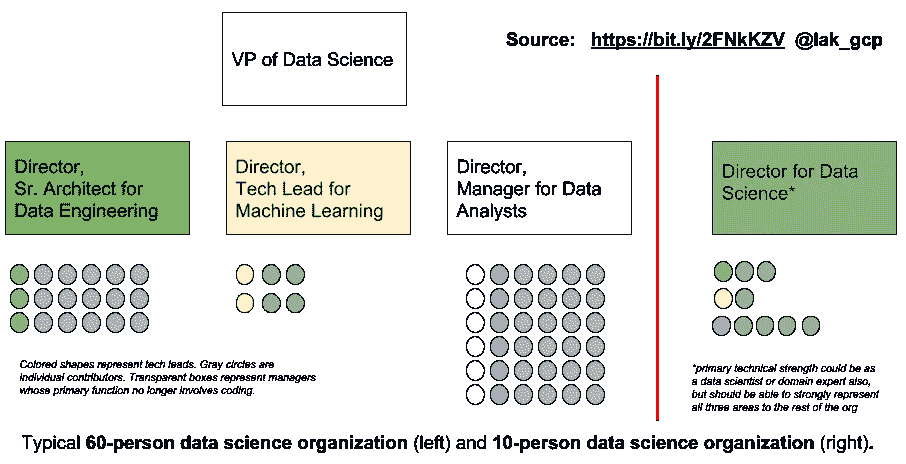 VP of Data Science
Source: https://bit.ly/2FNkKZV @lak_gcp
Director,
Sr. Architect for
Data Engineering
Director,
Tech Lead for
Machine Learning
Director,
Manager for Data
Analysts
Director for Data
Science*
Colored shapes represent tech leads. Gray circles are
individual contributors. Transparent boxes represent managers
whose primary function no longer involves coding.
*primary technical strength could be as
a data scientist or domain expert also,
but should be able to strongly represent
all three areas to the rest of the org
Typical 60-person data science organization (left) and 10-person data science organization (right).